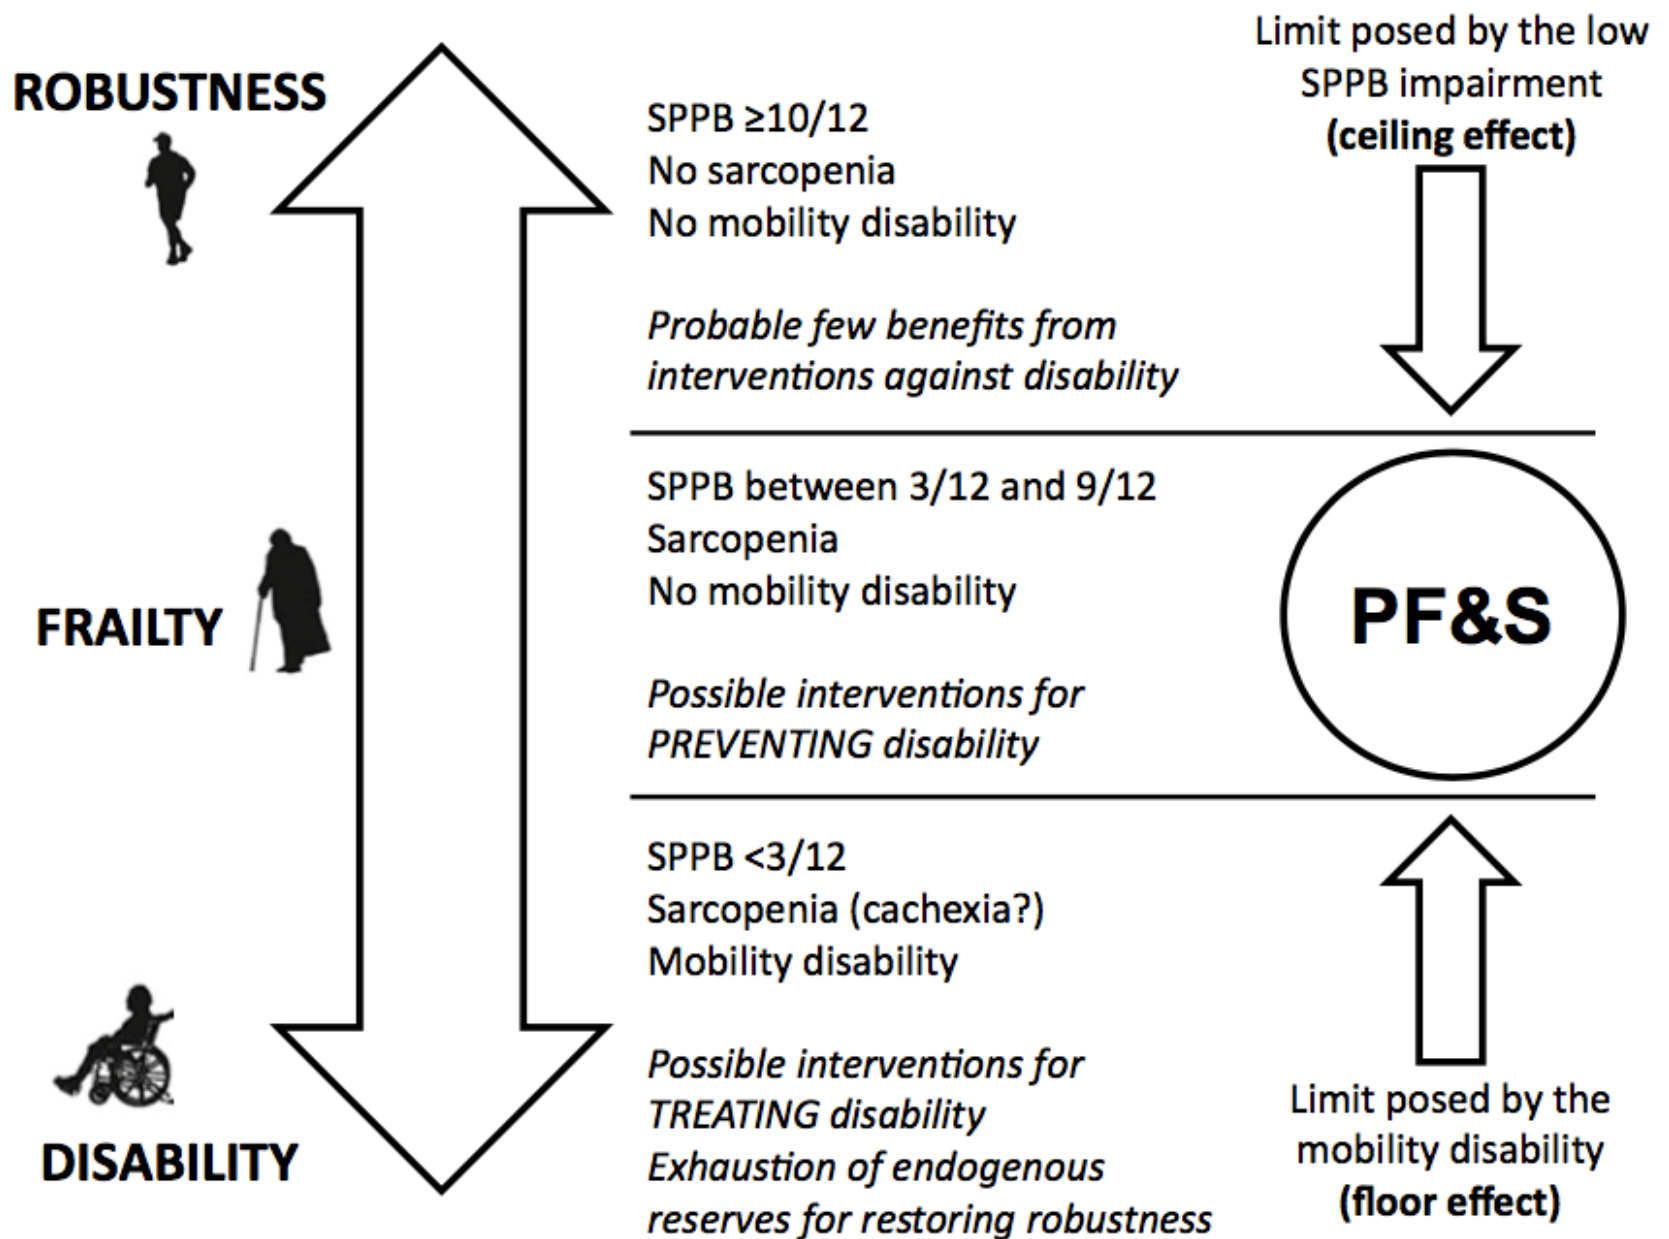 ROBUSTNESS
SPPB ≥10/12
No sarcopenia
No mobility disability
Probable few benefits from
interventions against disability
Limit posed by the low
SPPB impairment
(ceiling effect)
FRAILTY
SPPB between 3/12 and 9/12
Sarcopenia
No mobility disability
Possible interventions for
PREVENTING disability
PF&S
DISABILITY
SPPB <3/12
Sarcopenia (cachexia?)
Mobility disability
Possible interventions for
TREATING disability
Exhaustion of endogenous
reserves for restoring robustness
Limit posed by the
mobility disability
(floor effect)